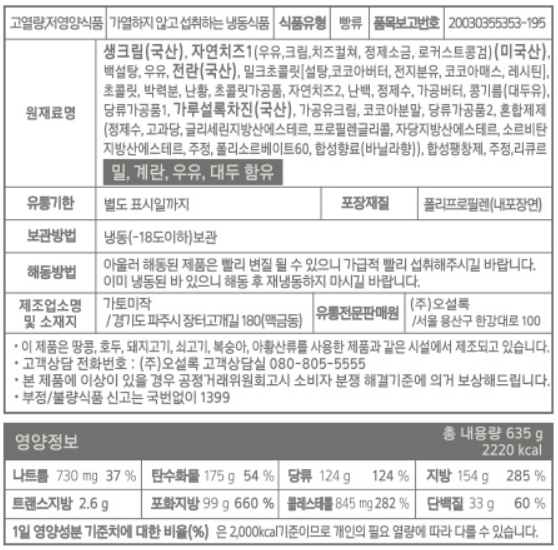 고열량,저영양식품 가열하지 않고 섭취하는 냉동식품 식품유형 빵류 품목보고번호 20030355353-195
원재료명
생크림(국산), 자연치즈1(우유,크림,치즈컬쳐, 정제소금, 로커스트콩검)(미국산),
백설탕, 우유, 전란(국산), 밀크초콜릿[설탕,코코아버터, 전지분유, 코코아매스, 레시틴],
초콜릿, 박력분, 난황, 초콜릿가공품, 자연치즈2, 난백, 정제수, 가공버터, 콩기름(대두유),
당류가공품1, 가루설록차진(국산), 가공유크림, 코코아분말, 당류가공품2, 혼합제제
(정제수, 고과당, 글리세린지방산에스테르, 프로필렌글리콜, 자당지방산에스테르, 소르비탄
지방산에스테르, 주정, 폴리소르베이트60, 합성향료(바닐라향)), 합성팽창제, 주정,리큐르
밀, 계란, 우유, 대두 함유
유통기한 별도 표시일까지 포장재질 폴리프로필렌(내포장면)
보관방법 냉동(-18도이하)보관
해동방법 아울러 해동된 제품은 빨리 변질 될 수 있으니 가급적 빨리 섭취해주시길 바랍니다.
이미 냉동된 바 있으니 해동 후 재냉동하지 마시길 바랍니다.
제조업소명 및 소재지 가토미작 /경기도 파주시 장터고개길 180(맥금동) 유통전문판매원 (주)오설록 /서울 용산구 한강대로 100
• 이 제품은 땅콩, 호두, 돼지고기, 쇠고기, 복숭아, 아황산류를 사용한 제품과 같은 시설에서 제조되고 있습니다.
• 고객상담 전화번호 : (주)오설록 고객상담실 080-805-5555
• 본 제품에 이상이 있을 경우 공정거래위원회고시 소비자 분쟁 해결기준에 의거 보상해드립니다.
• 부정/불량식품 신고는 국번없이 1399
영양정보 총 내용량 635 g
2220 kcal
나트륨 730 mg 37 % 탄수화물 175 g 54 % 당류 124 g 124 % 지방 154 g 285 %
트랜스지방 2.6 g 포화지방 99 g 660 % 콜레스테롤 845 mg 282 % 단백질 33 g 60 %
1일 영양성분 기준치에 대한 비율(%) 은 2,000kcal기준이므로 개인의 필요 열량에 따라 다를 수 있습니다.